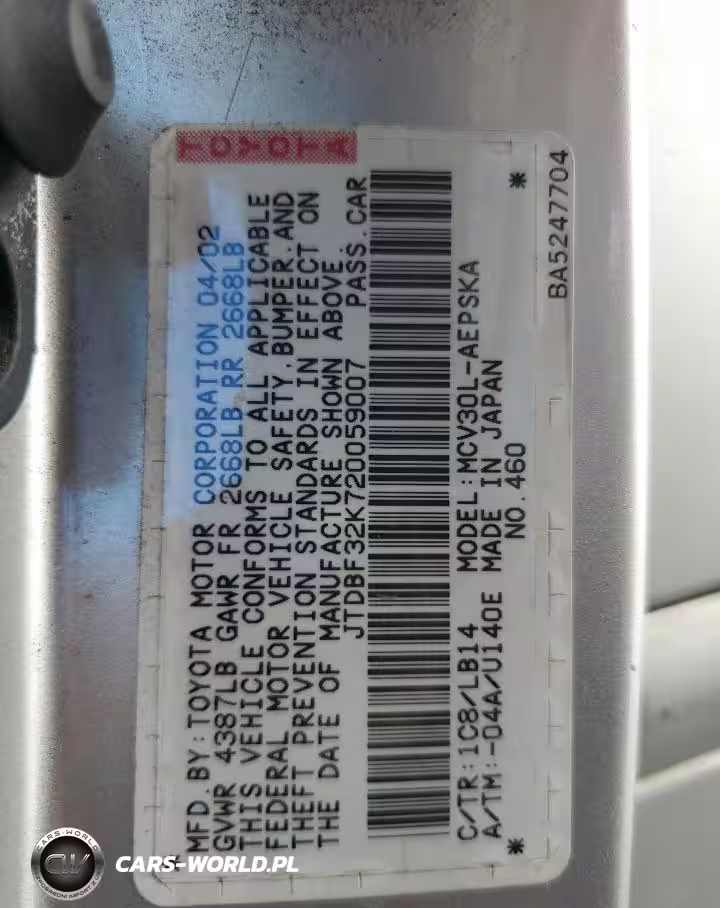 TOYOTA
MFD. BY: TOYOTA MOTOR CORPORATION 04/02
GVWR 4387LB GAWR FR 2668LB RR 2668LB
THIS VEHICLE CONFORMS TO ALL APPLICABLE
FEDERAL MOTOR VEHICLE SAFETY, BUMPER, AND
THEFT PREVENTION STANDARDS IN EFFECT ON
THE DATE OF MANUFACTURE SHOWN ABOVE.
JTDBF32K720059007 PASS. CAR
C/TR: 1C8/LB14 MODEL: MCV30L-AEPSKA
A/TM: -04A/U140E MADE IN JAPAN
* NO. 460 *
BA5247704
CARS-WORLD
CW
CARS-WORLD.PL